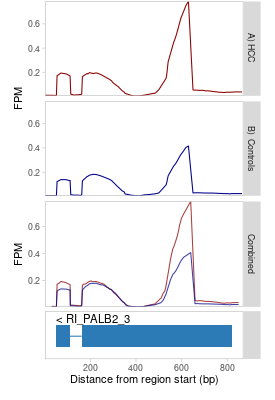 0.6
0.4
0.2
A) HCC
FPM
0.6
0.4
0.2
B) Controls
0.6
0.4
0.2
Combined
FPM
< RI_PALB2_3
200 400 600 800
Distance from region start (bp)